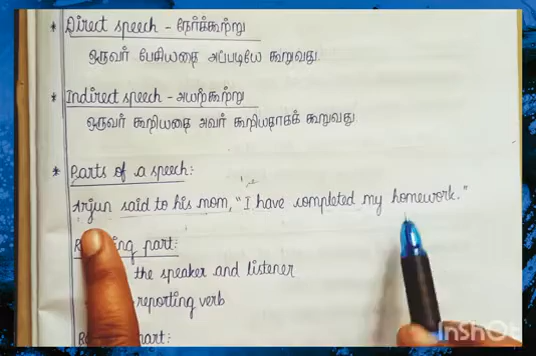 * Direct speech - நேர்க்கூற்று
ஒருவர் பேசியதை அப்படியே கூறுவது.
* Indirect speech - அயற்கூற்று
ஒருவர் கூறியதை அவர் கூறியதாகக் கூறுவது
* Parts of a speech:
Arjun said to his mom, "I have completed my homework."
part:
the speaker and listener
reporting verb
part:
InShOt